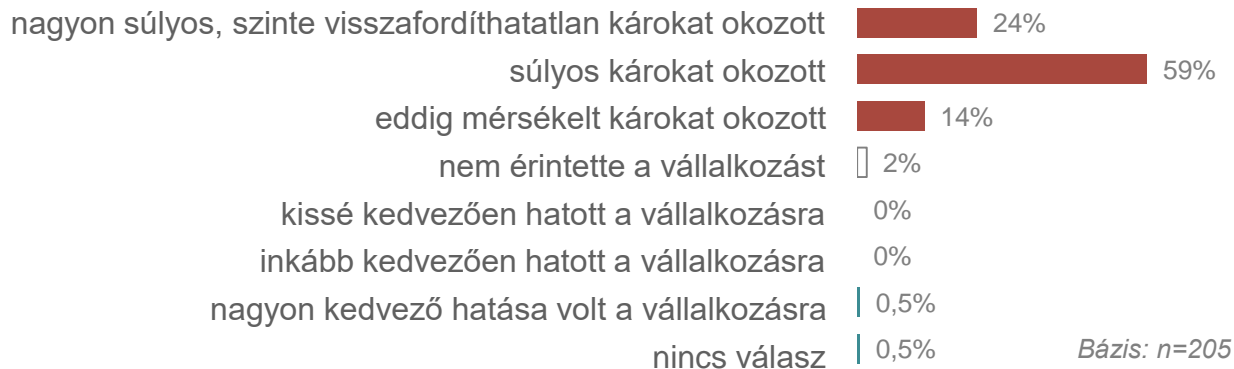 nagyon súlyos, szinte visszafordíthatatlan károkat okozott 24%
súlyos károkat okozott 59%
eddig mérsékelt károkat okozott 14%
nem érintette a vállalkozást 2%
kissé kedvezően hatott a vállalkozásra 0%
inkább kedvezően hatott a vállalkozásra 0%
nagyon kedvező hatása volt a vállalkozásra 0,5%
nincs válasz 0,5% Bázis: n=205